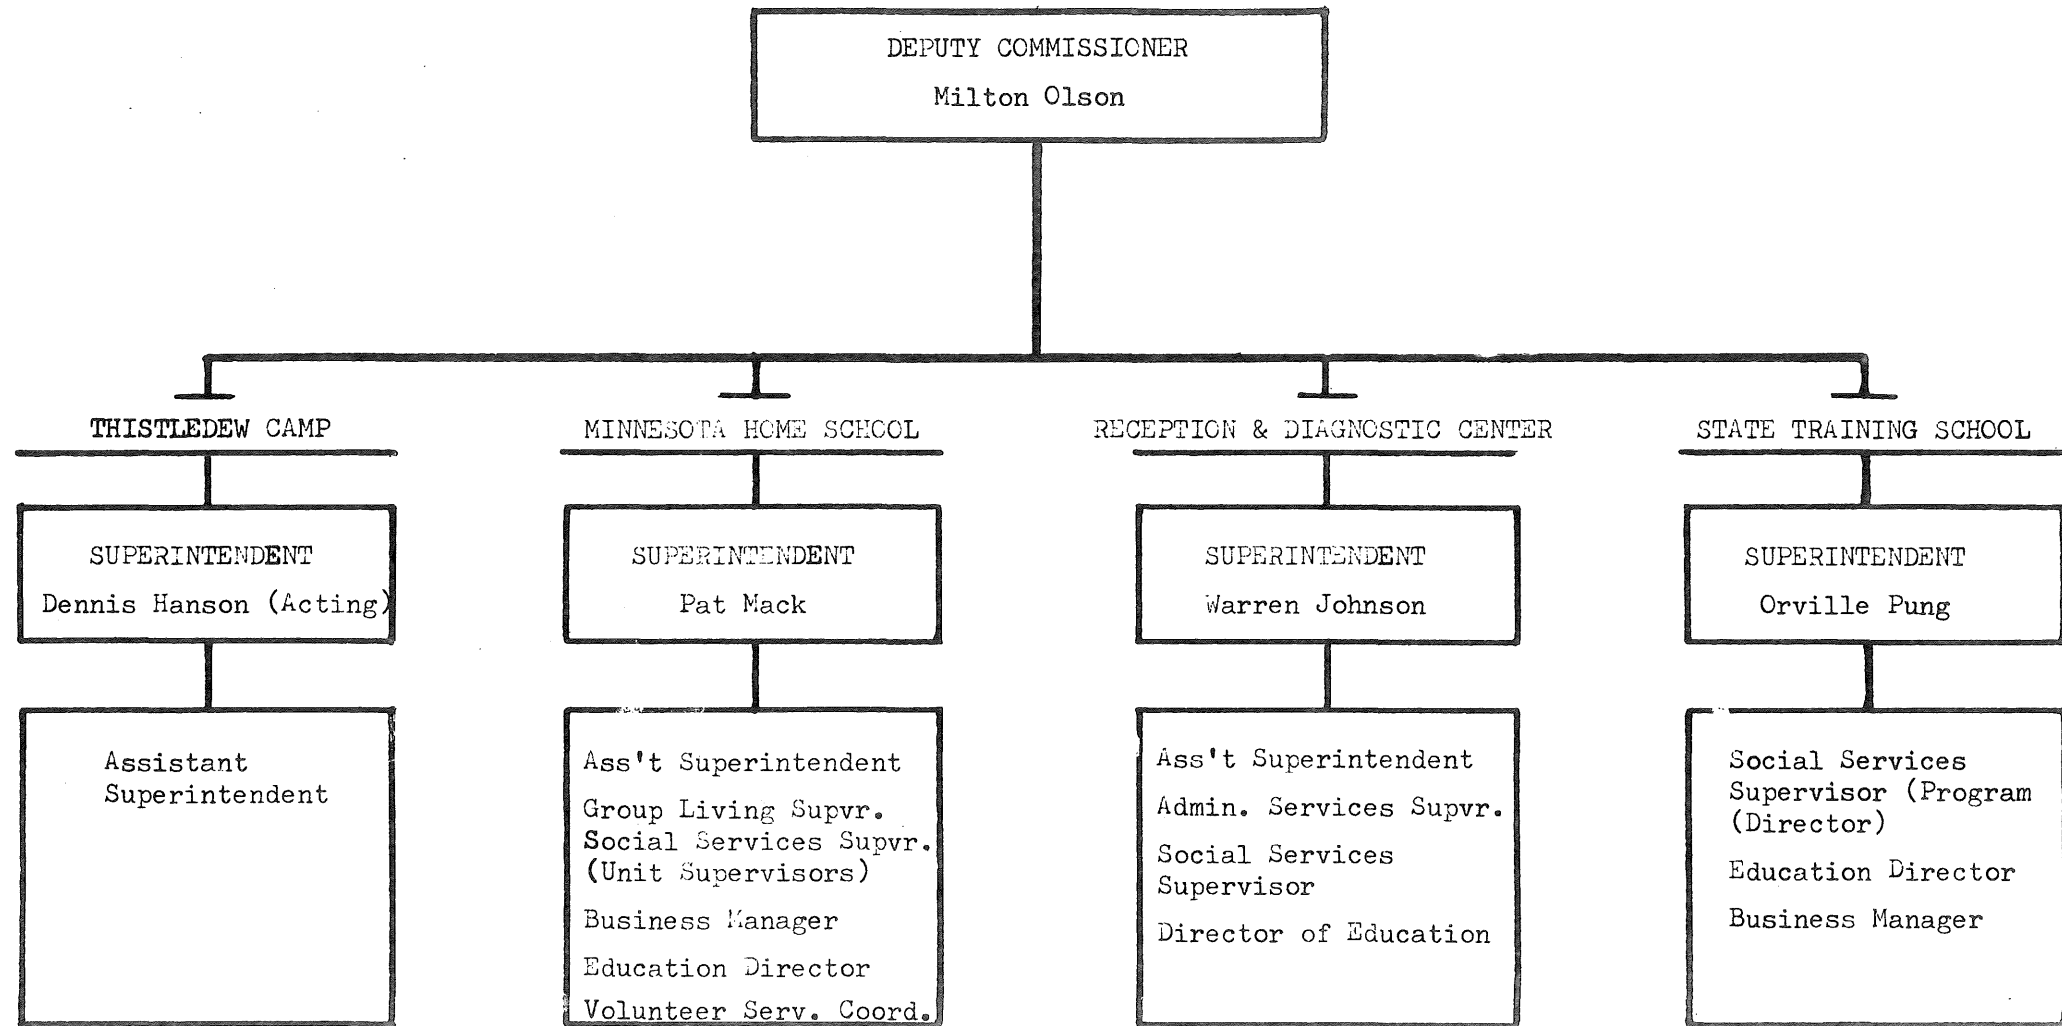 DEPUTY COMMISSIONER
Milton Olson
THISTLEDEW CAMP
SUPERINTENDENT
Dennis Hanson (Acting)
Assistant
Superintendent
MINNESOTA HOME SCHOOL
SUPERINTENDENT
Pat Mack
Ass't Superintendent
Group Living Supvr.
Social Services Supvr.
(Unit Supervisors)
Business Manager
Education Director
Volunteer Serv. Coord.
RECEPTION & DIAGNOSTIC CENTER
SUPERINTENDENT
Warren Johnson
Ass't Superintendent
Admin. Services Supvr.
Social Services
Supervisor
Director of Education
STATE TRAINING SCHOOL
SUPERINTENDENT
Orville Pung
Social Services
Supervisor (Program
(Director)
Education Director
Business Manager